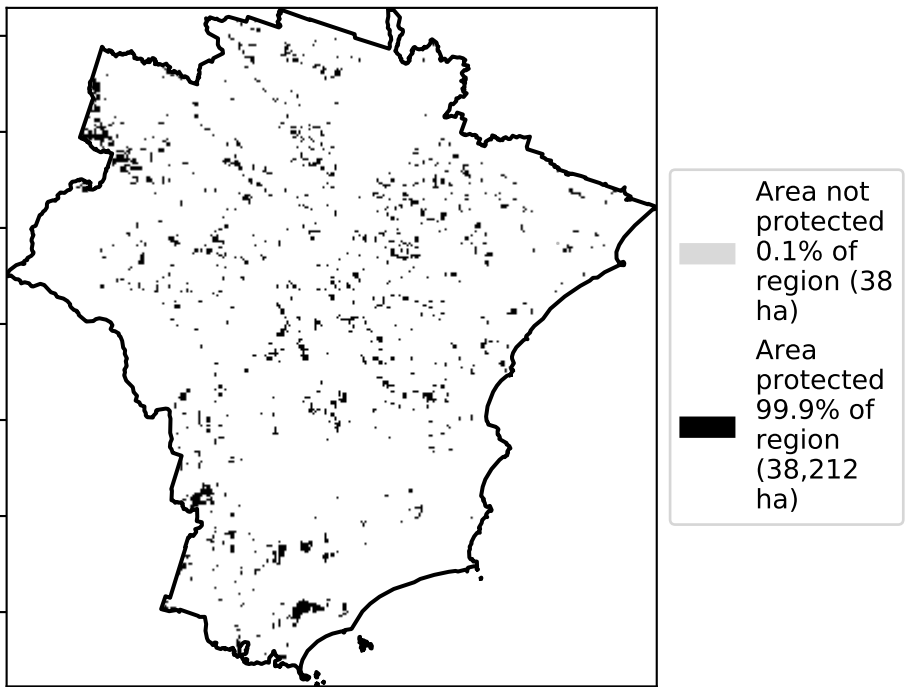 Area not
protected
0.1% of
region (38
ha)
Area
protected
99.9% of
region
(38,212
ha)